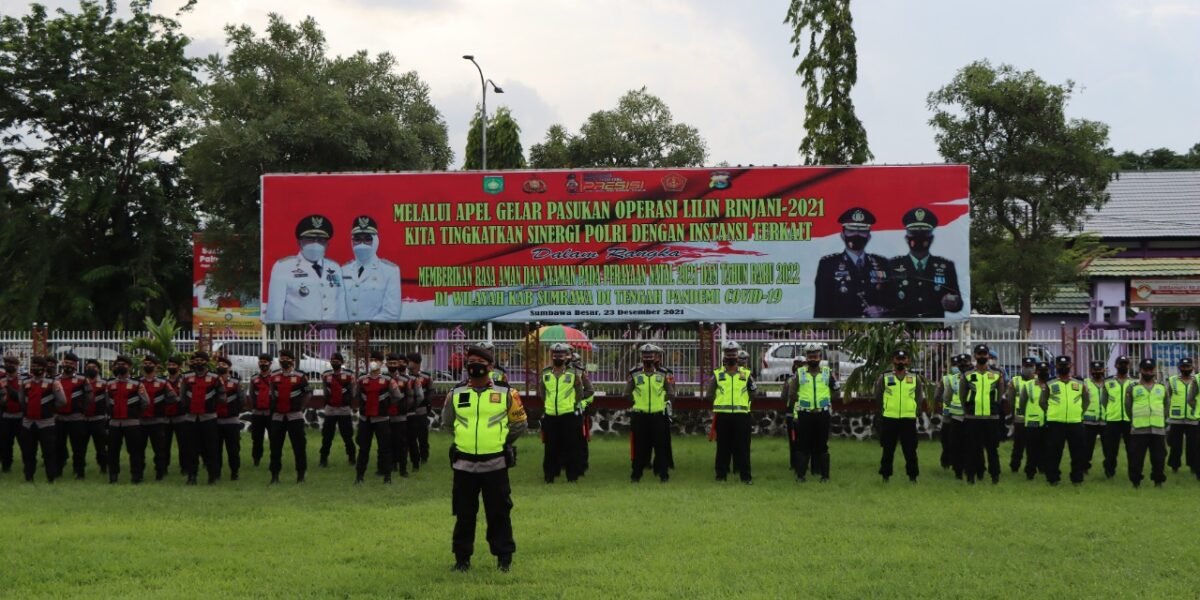 PRESISI
MELALUI APEL GELAR PASUKAN OPERASI LILIN RINJANI-2021
KITA TINGKATKAN SINERGI POLRI DENGAN INSTANSI TERKAIT
Dalam Rangka
MEMBERIKAN RASA AMAN DAN NYAMAN PADA PERAYAAN NATAL 2021 DAN TAHUN BARU 2022
DI WILAYAH KAB SUMBAWA DI TENGAH PANDEMI COVID-19
Sumbawa Besar, 23 Desember 2021